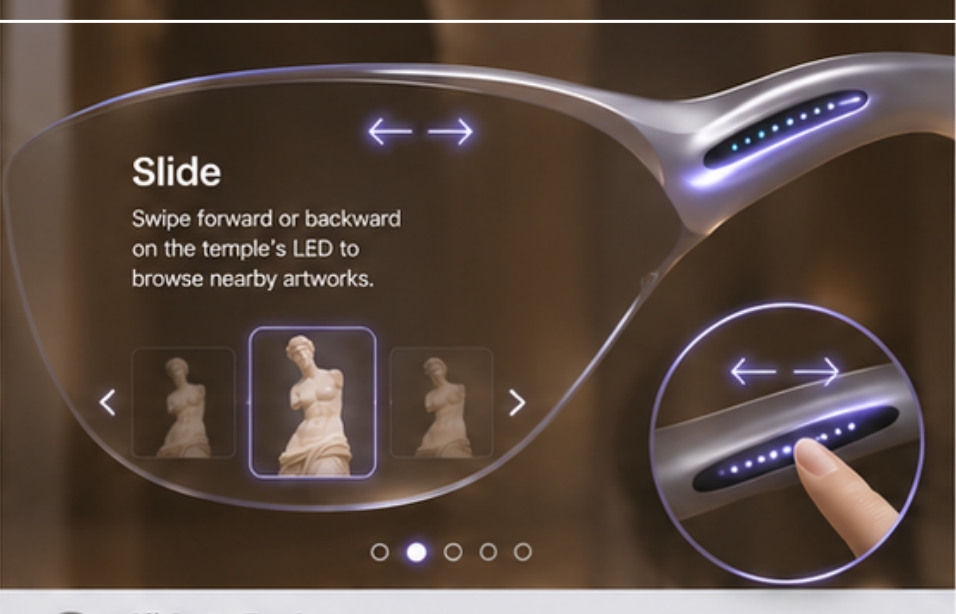 Slide
Swipe forward or backward
on the temple's LED to
browse nearby artworks.